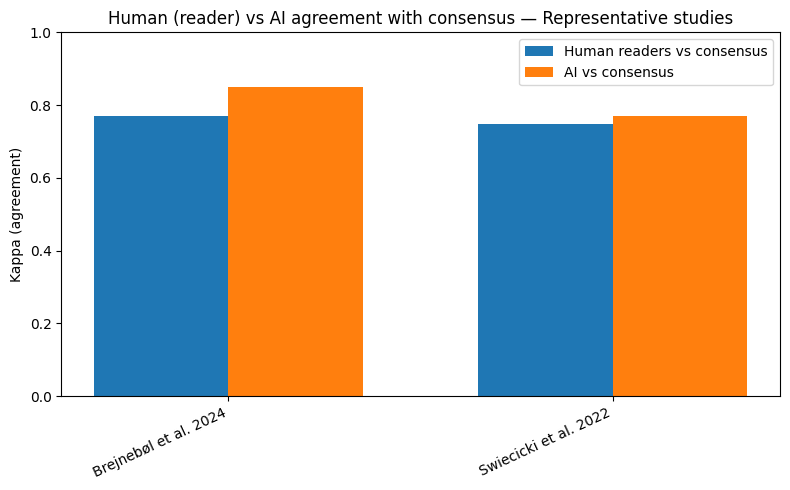 Human (reader) vs AI agreement with consensus — Representative studies
Human readers vs consensus
AI vs consensus
Kappa (agreement)
1.0
0.8
0.6
0.4
0.2
0.0
Brejnebøl et al. 2024
Swiecicki et al. 2022